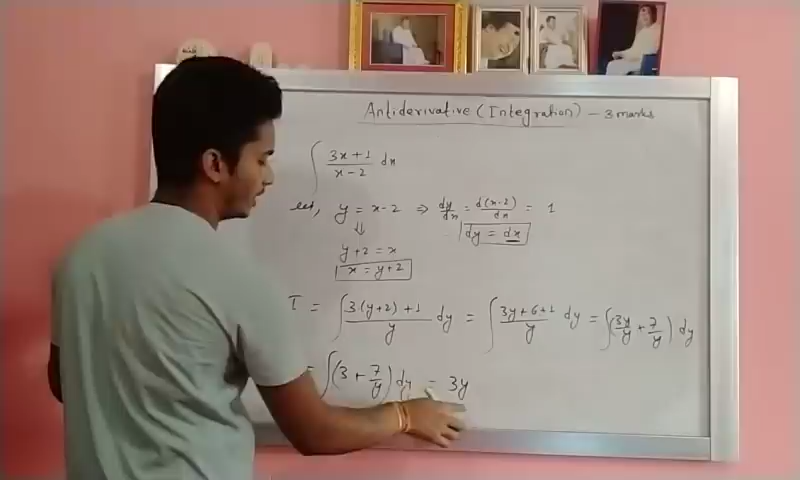 Antiderivative (Integration) - 3 marks
∫ (3x+1)/(x-2) dx
let, y = x-2 ⇒ dy/dx = d(x-2)/dx = 1
⇓
dy = dx
y+2 = x
x = y+2
I = ∫ (3(y+2)+1)/y dy = ∫ (3y+6+1)/y dy = ∫(3y/y + 7/y) dy
= ∫(3 + 7/y) dy = 3y